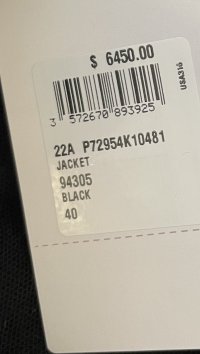 $ 6450.00
3 572670 893925
USA316
22A P72954K10481
JACKET
94305
BLACK
40